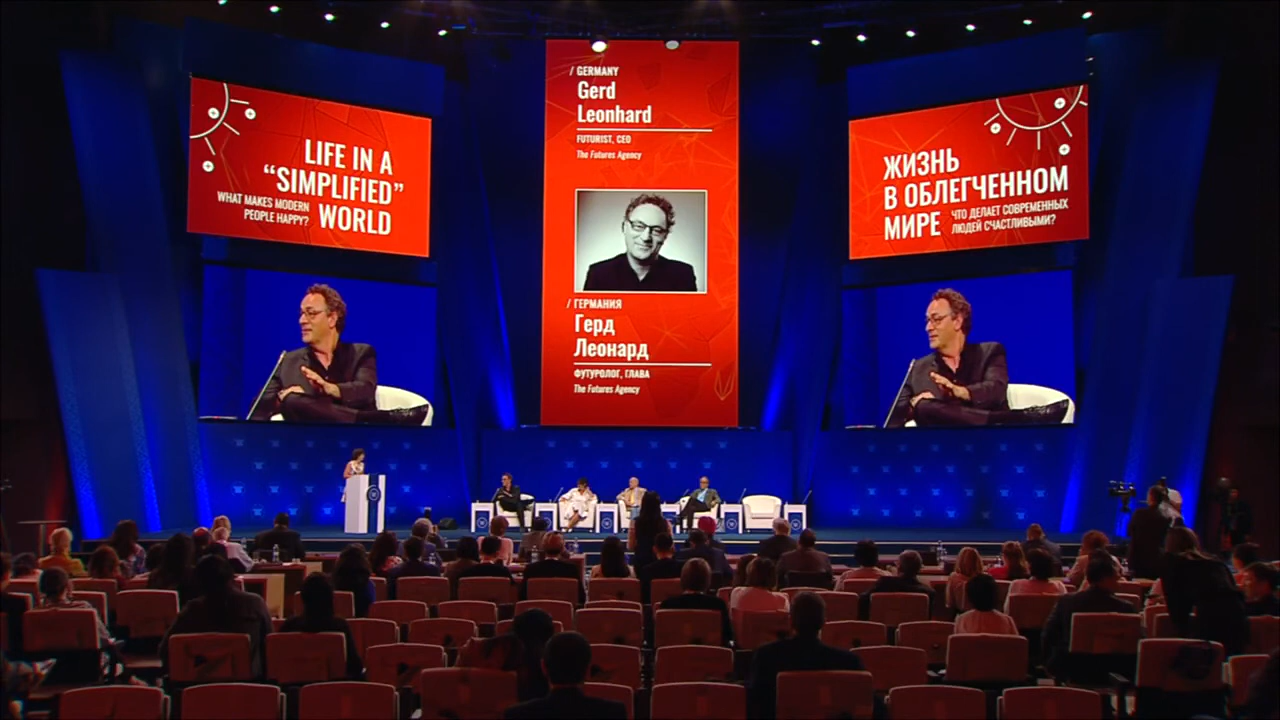 LIFE IN A
“SIMPLIFIED”
WORLD
WHAT MAKES MODERN
PEOPLE HAPPY?
/ GERMANY
Gerd
Leonhard
FUTURIST, CEO
The Futures Agency
/ ГЕРМАНИЯ
Герд
Леонард
ФУТУРОЛОГ, ГЛАВА
The Futures Agency
ЖИЗНЬ
В ОБЛЕГЧЕННОМ
МИРЕ
ЧТО ДЕЛАЕТ СОВРЕМЕННЫХ
ЛЮДЕЙ СЧАСТЛИВЫМИ?